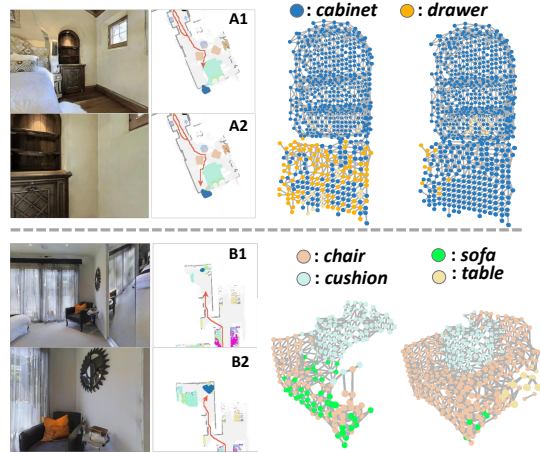 A1
: cabinet : drawer
A2
B1
: chair : sofa
: cushion : table
B2